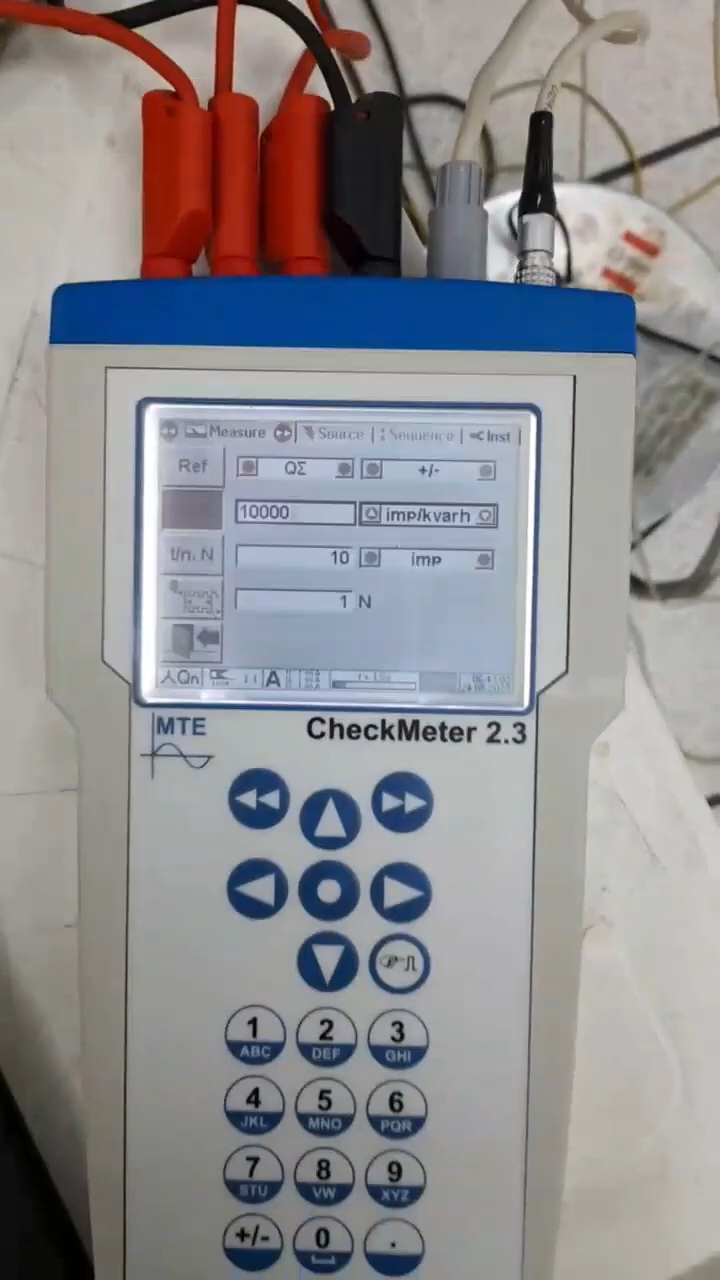 Measure Source Sequence Inst
Ref QΣ +/-
10000 imp/kvarh
t/n, N 10 imp
1 N
Qn A
MTE CheckMeter 2.3
1 2 3
ABC DEF GHI
4 5 6
JKL MNO PQR
7 8 9
STU VW XYZ
+/- 0 .